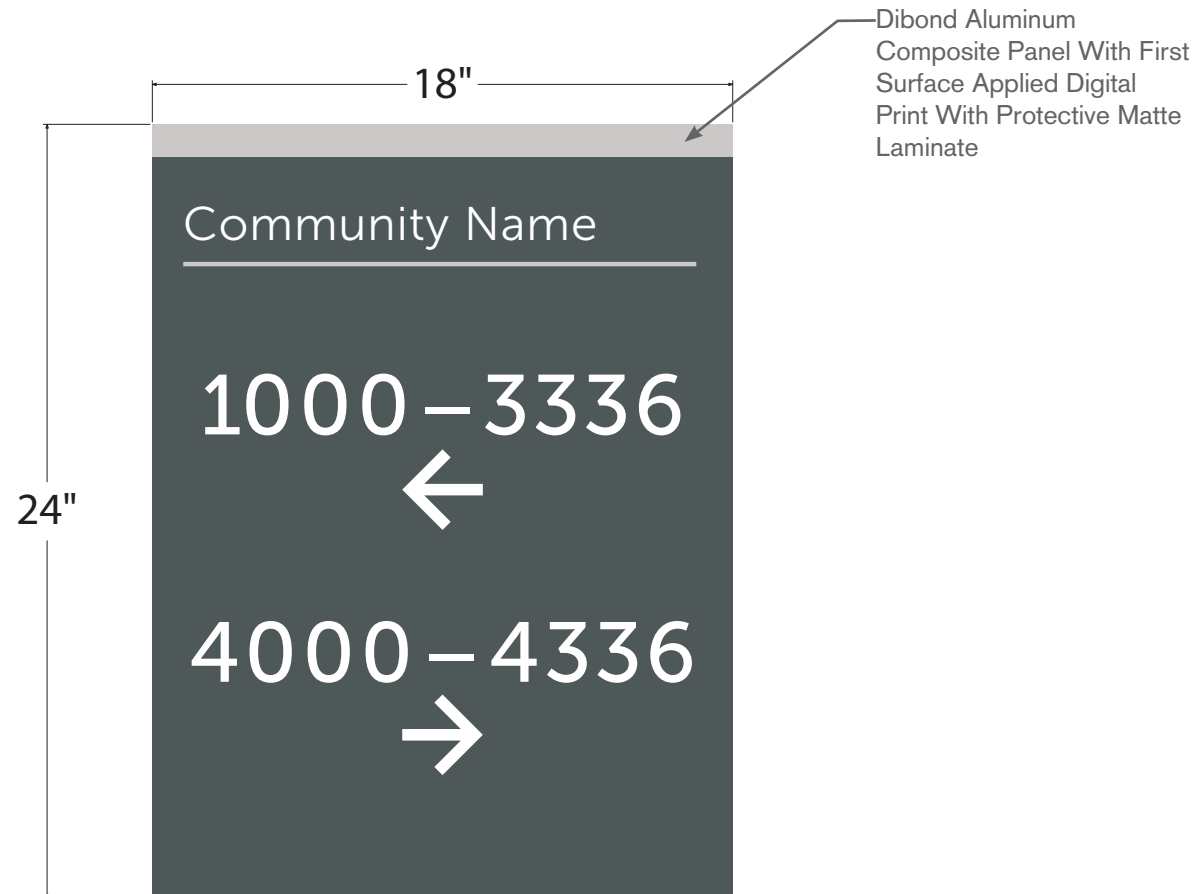 Dibond Aluminum
Composite Panel With First
Surface Applied Digital
Print With Protective Matte
Laminate
18"
Community Name
1000–3336
←
24"
4000–4336
→